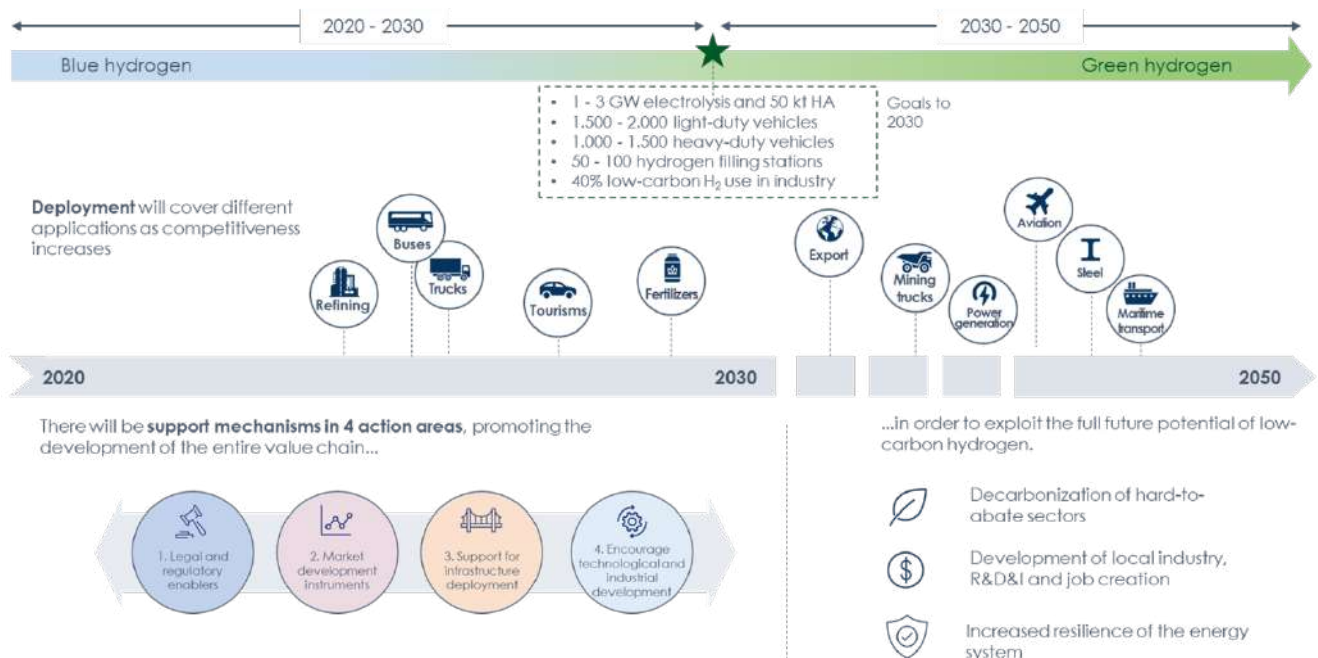 2020 - 2030
2030 - 2050
Blue hydrogen
Green hydrogen
• 1 - 3 GW electrolysis and 50 kt HA
• 1.500 - 2.000 light-duty vehicles
• 1.000 - 1.500 heavy-duty vehicles
• 50 - 100 hydrogen filling stations
• 40% low-carbon H₂ use in industry
Goals to
2030
Deployment will cover different
applications as competitiveness
increases
Refining
Buses
Trucks
Tourisms
Fertilizers
Export
Mining
trucks
Power
generation
Aviation
Steel
Maritime
transport
2020
2030
2050
There will be support mechanisms in 4 action areas, promoting the
development of the entire value chain...
1. Legal and
regulatory
enablers
2. Market
development
instruments
3. Support for
infrastructure
deployment
4. Encourage
technological and
industrial
development
...in order to exploit the full future potential of low-
carbon hydrogen.
Decarbonization of hard-to-
abate sectors
Development of local industry,
R&D&I and job creation
Increased resilience of the energy
system